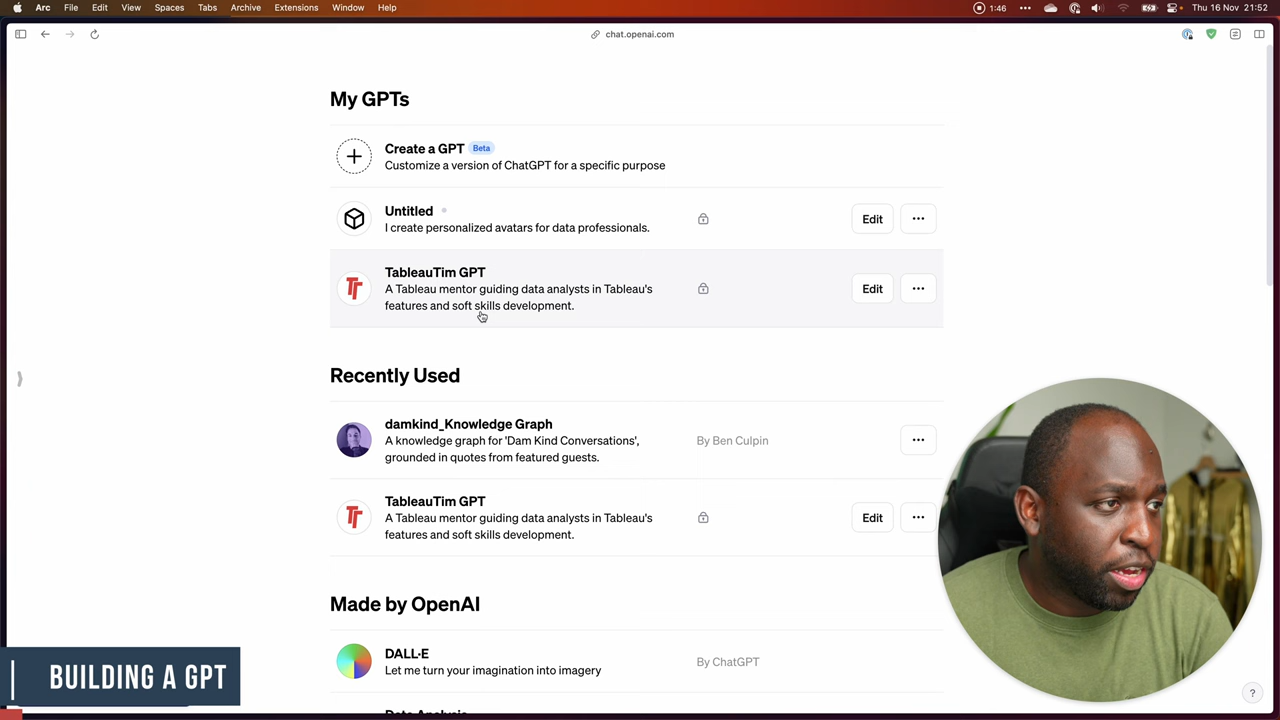 Arc File Edit View Spaces Tabs Archive Extensions Window Help 1:46 Thu 16 Nov 21:52
chat.openai.com
My GPTs
Create a GPT Beta
Customize a version of ChatGPT for a specific purpose
Untitled
I create personalized avatars for data professionals.
Edit
TableauTim GPT
A Tableau mentor guiding data analysts in Tableau's
features and soft skills development.
Edit
Recently Used
damkind_Knowledge Graph
A knowledge graph for 'Dam Kind Conversations',
grounded in quotes from featured guests.
By Ben Culpin
TableauTim GPT
A Tableau mentor guiding data analysts in Tableau's
features and soft skills development.
Edit
Made by OpenAI
DALL·E
Let me turn your imagination into imagery
By ChatGPT
Data Analysis
BUILDING A GPT
?